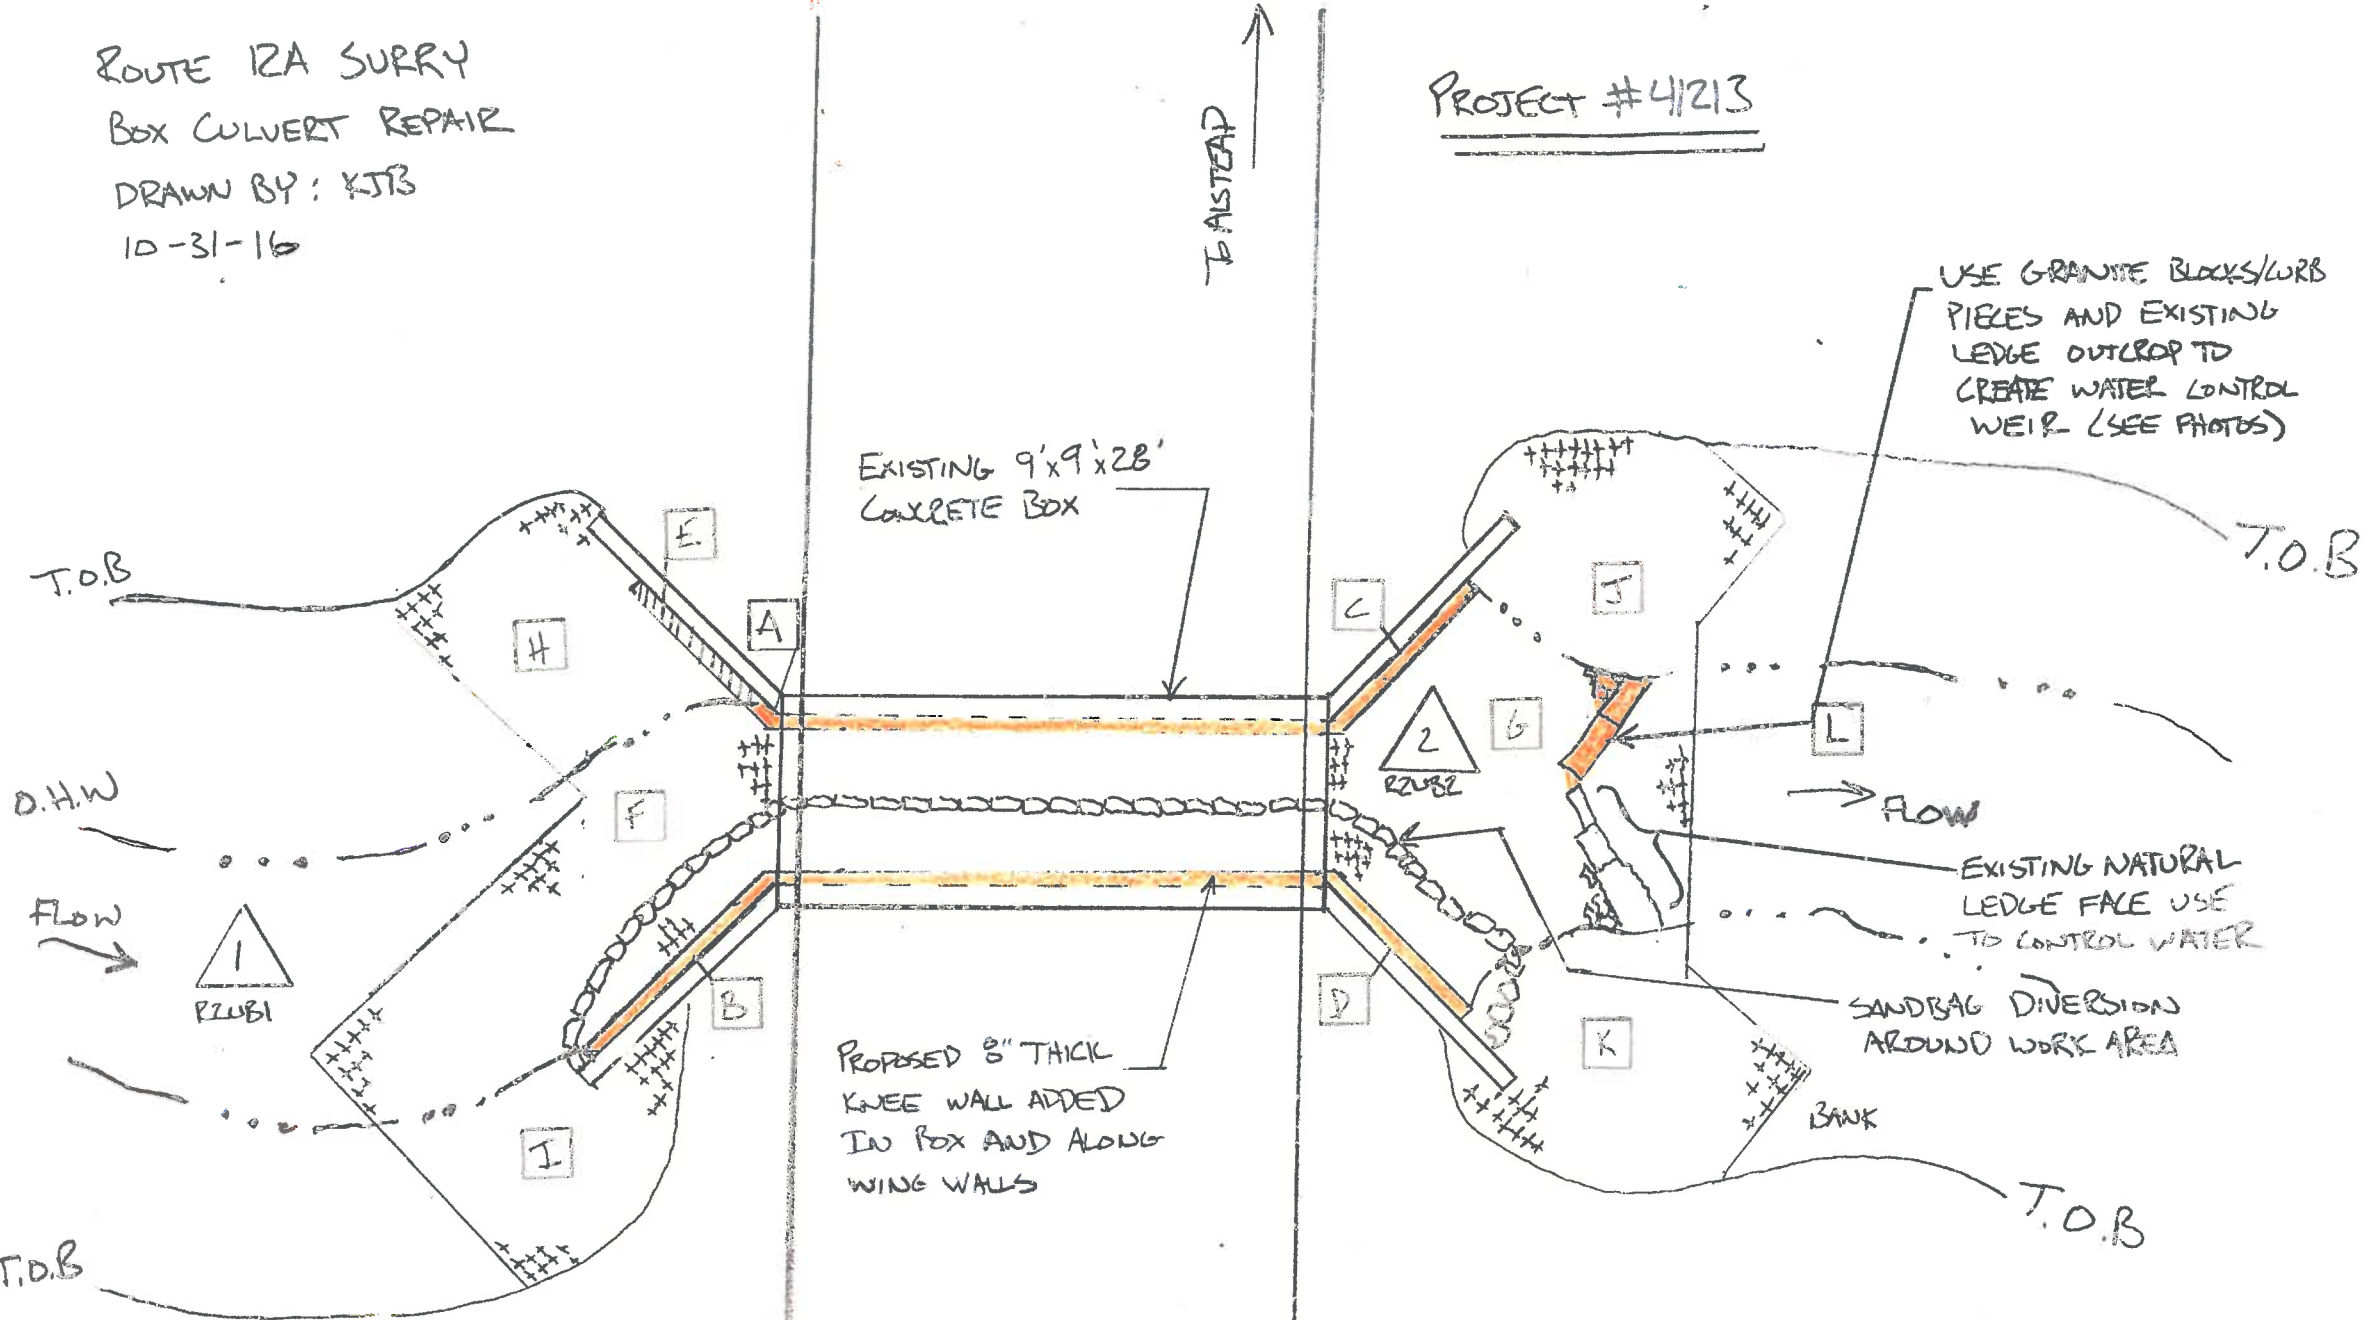 ROUTE 12A SURRY
BOX CULVERT REPAIR
DRAWN BY: KJB
10-31-16
TO ALSTEAD
PROJECT #41213
USE GRANITE BLOCKS/CURB
PIECES AND EXISTING
LEDGE OUTCROP TO
CREATE WATER CONTROL
WEIR (SEE PHOTOS)
EXISTING 9'x9'x28'
CONCRETE BOX
T.O.B
T.O.B
E
A
C
J
H
F
2
R2UB2
G
L
O.H.W
FLOW
FLOW
1
R2UB1
EXISTING NATURAL
LEDGE FACE USE
TO CONTROL WATER
B
D
K
SANDBAG DIVERSION
AROUND WORK AREA
PROPOSED 8" THICK
KNEE WALL ADDED
IN BOX AND ALONG
WING WALLS
I
BANK
T.O.B
T.O.B